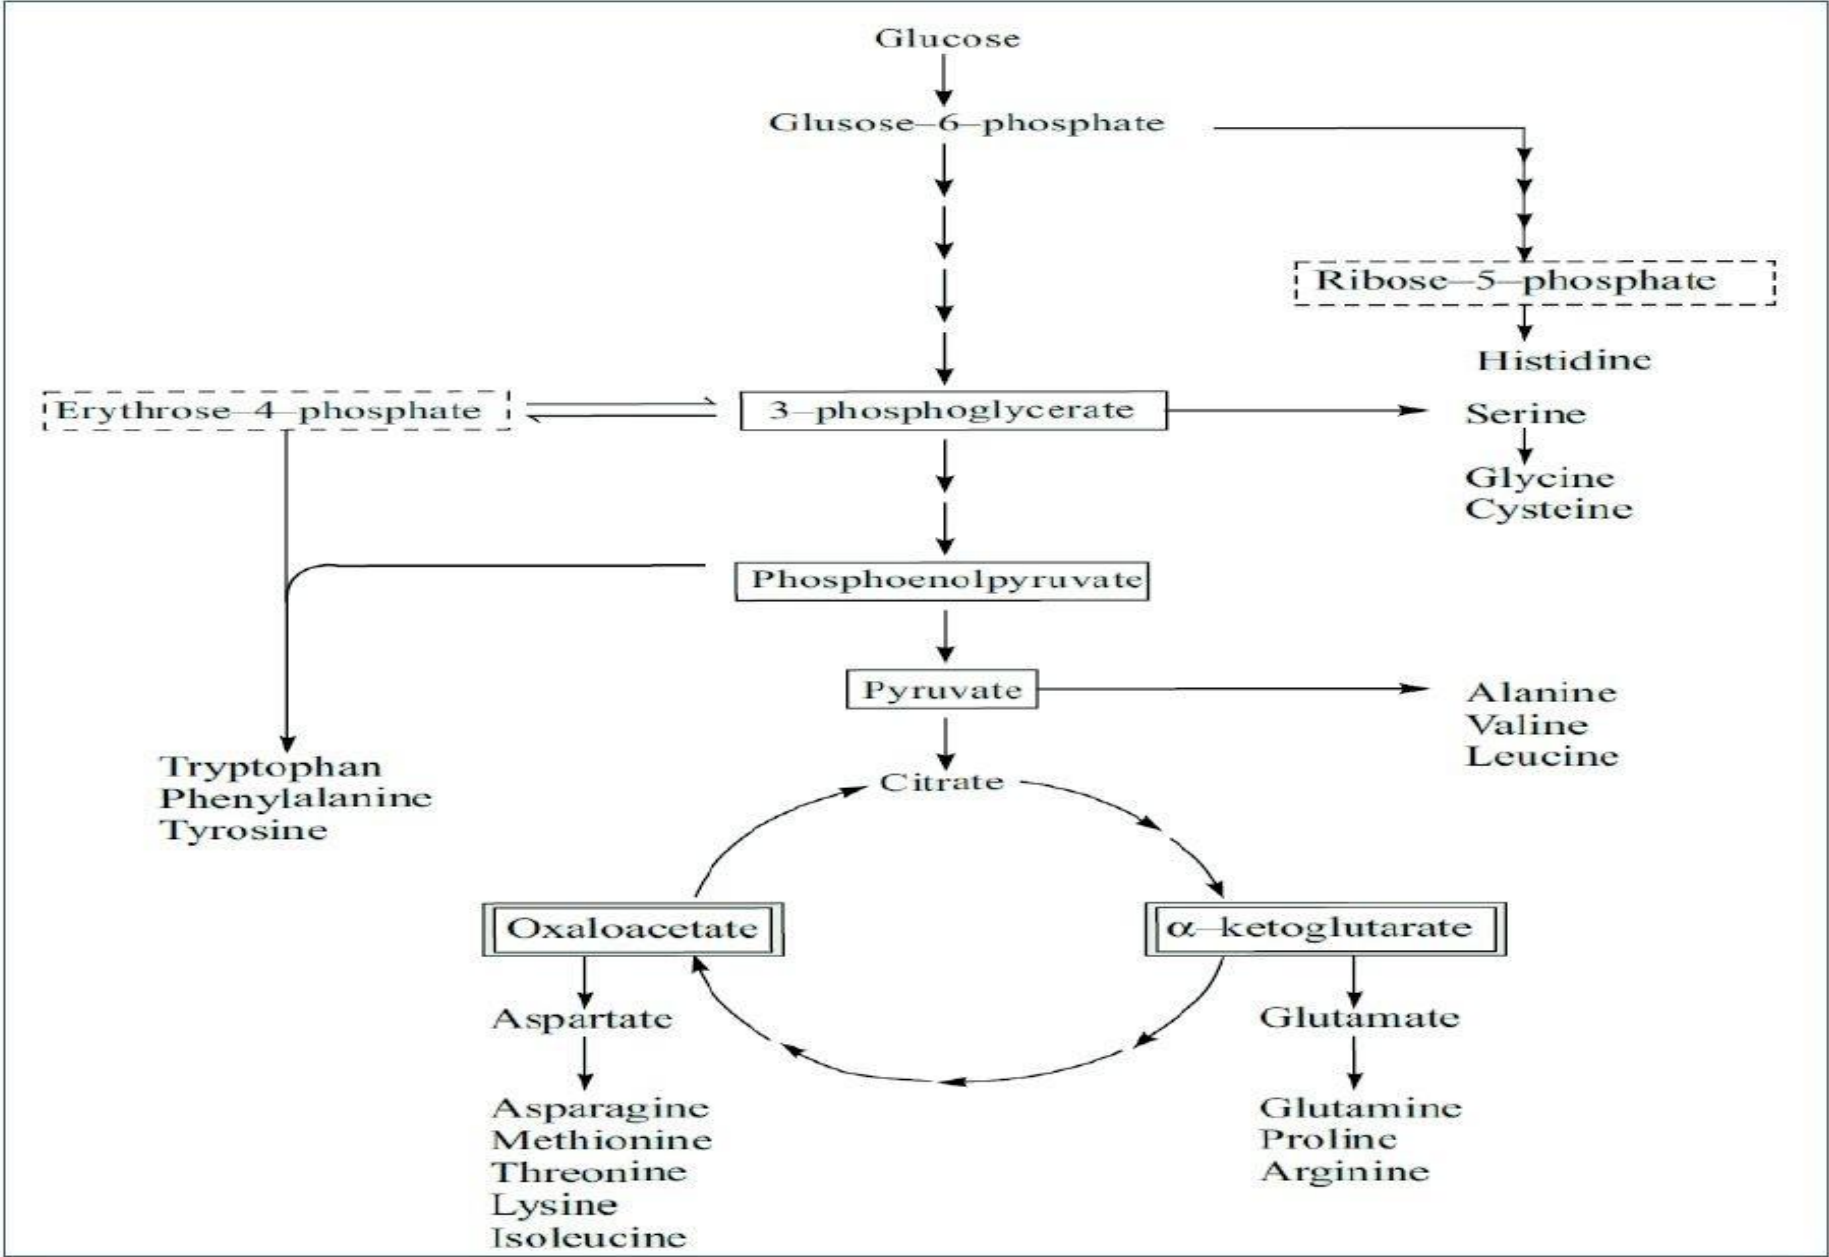 Glucose
Glusose–6–phosphate
Ribose–5–phosphate
Histidine
Erythrose–4–phosphate
3–phosphoglycerate
Serine
Glycine
Cysteine
Phosphoenolpyruvate
Pyruvate
Alanine
Valine
Leucine
Tryptophan
Phenylalanine
Tyrosine
Citrate
Oxaloacetate
α–ketoglutarate
Aspartate
Glutamate
Asparagine
Methionine
Threonine
Lysine
Isoleucine
Glutamine
Proline
Arginine